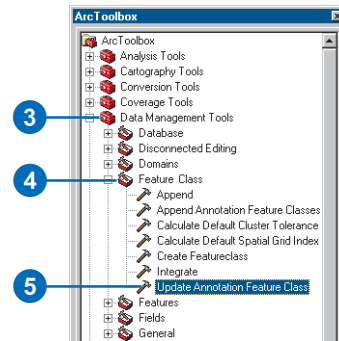 ArcToolbox
ArcToolbox
Analysis Tools
Cartography Tools
Conversion Tools
Coverage Tools
3 Data Management Tools
Database
Disconnected Editing
Domains
4 Feature Class
Append
Append Annotation Feature Classes
Calculate Default Cluster Tolerance
Calculate Default Spatial Grid Index
Create Featureclass
Integrate
5 Update Annotation Feature Class
Features
Fields
General